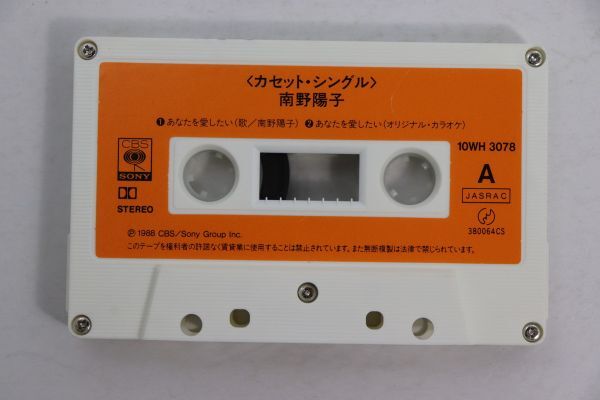 〈カセット・シングル〉
南野陽子
❶あなたを愛したい(歌／南野陽子) ❷あなたを愛したい(オリジナル・カラオケ)
10WH 3078
CBS
SONY
A
JASRAC
STEREO
380064CS
Ⓟ 1988 CBS/Sony Group Inc.
このテープを権利者の許諾なく賃貸業に使用することは禁止されています。また無断複製は法律で禁じられています。